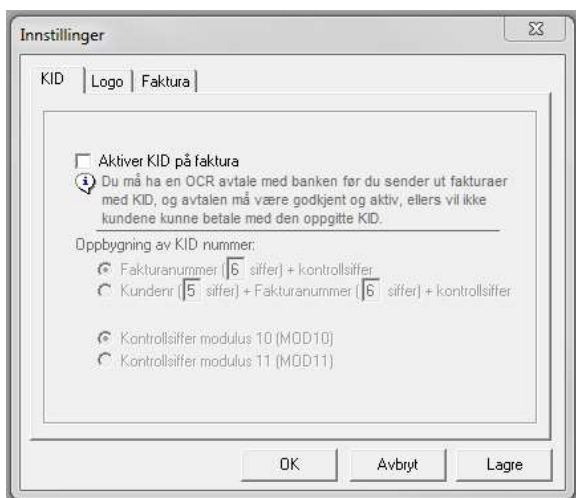 Innstillinger
KID Logo Faktura
Aktiver KID på faktura
Du må ha en OCR avtale med banken før du sender ut fakturaer
med KID, og avtalen må være godkjent og aktiv, ellers vil ikke
kundene kunne betale med den oppgitte KID.
Oppbygning av KID nummer:
Fakturanummer (6 siffer) + kontrollsiffer
Kundenr (5 siffer) + Fakturanummer (6 siffer) + kontrollsiffer
Kontrollsiffer modulus 10 (MOD10)
Kontrollsiffer modulus 11 (MOD11)
OK Avbryt Lagre